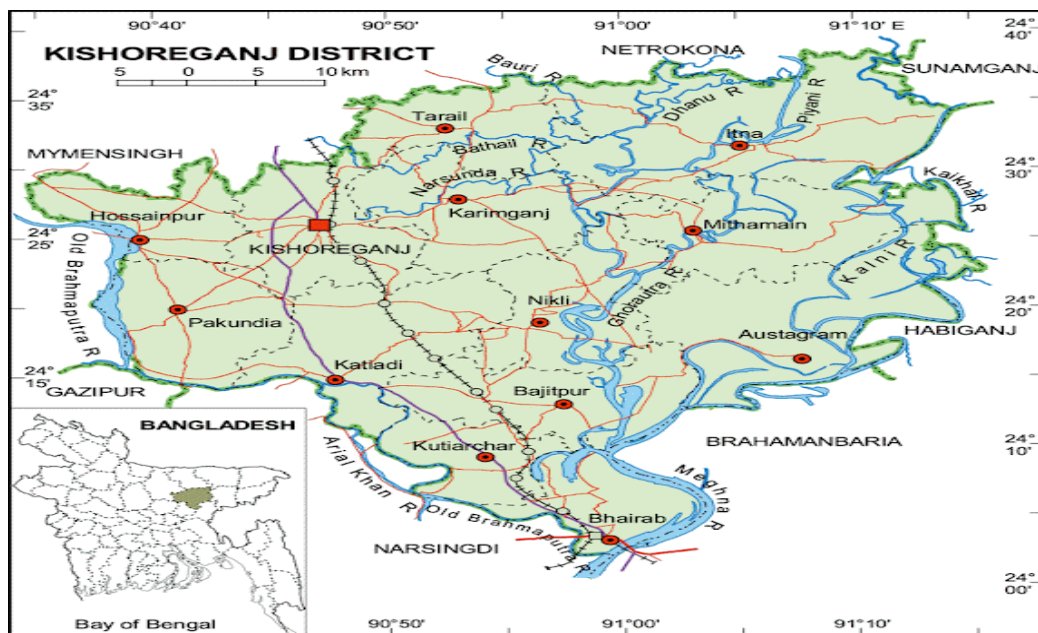 90°40' 90°50' 91°00' 91°10' E
24° 40'
KISHOREGANJ DISTRICT
NETROKONA
SUNAMGANJ
5 0 5 10 km
Bauri R
Dhanu R
Piyani R
24° 35'
Tarail
Itna
Bathail R
MYMENSINGH
24° 30'
Narsunda R
Kalkhal R
Hossainpur
Karimganj
Mithamain
24° 25'
KISHOREGANJ
Old Brahmaputra R
Kalni R
Ghorautra R
Nikli
24° 20'
Pakundia
Austagram
HABIGANJ
Katiadi
24° 15'
GAZIPUR
Bajitpur
BANGLADESH
Kutiarchar
BRAHAMANBARIA
24° 10'
Arial Khan R
Meghna R
Old Brahmaputra R
Bhairab
24° 05'
NARSINGDI
24° 00'
Bay of Bengal
90°50' 91°00' 91°10'